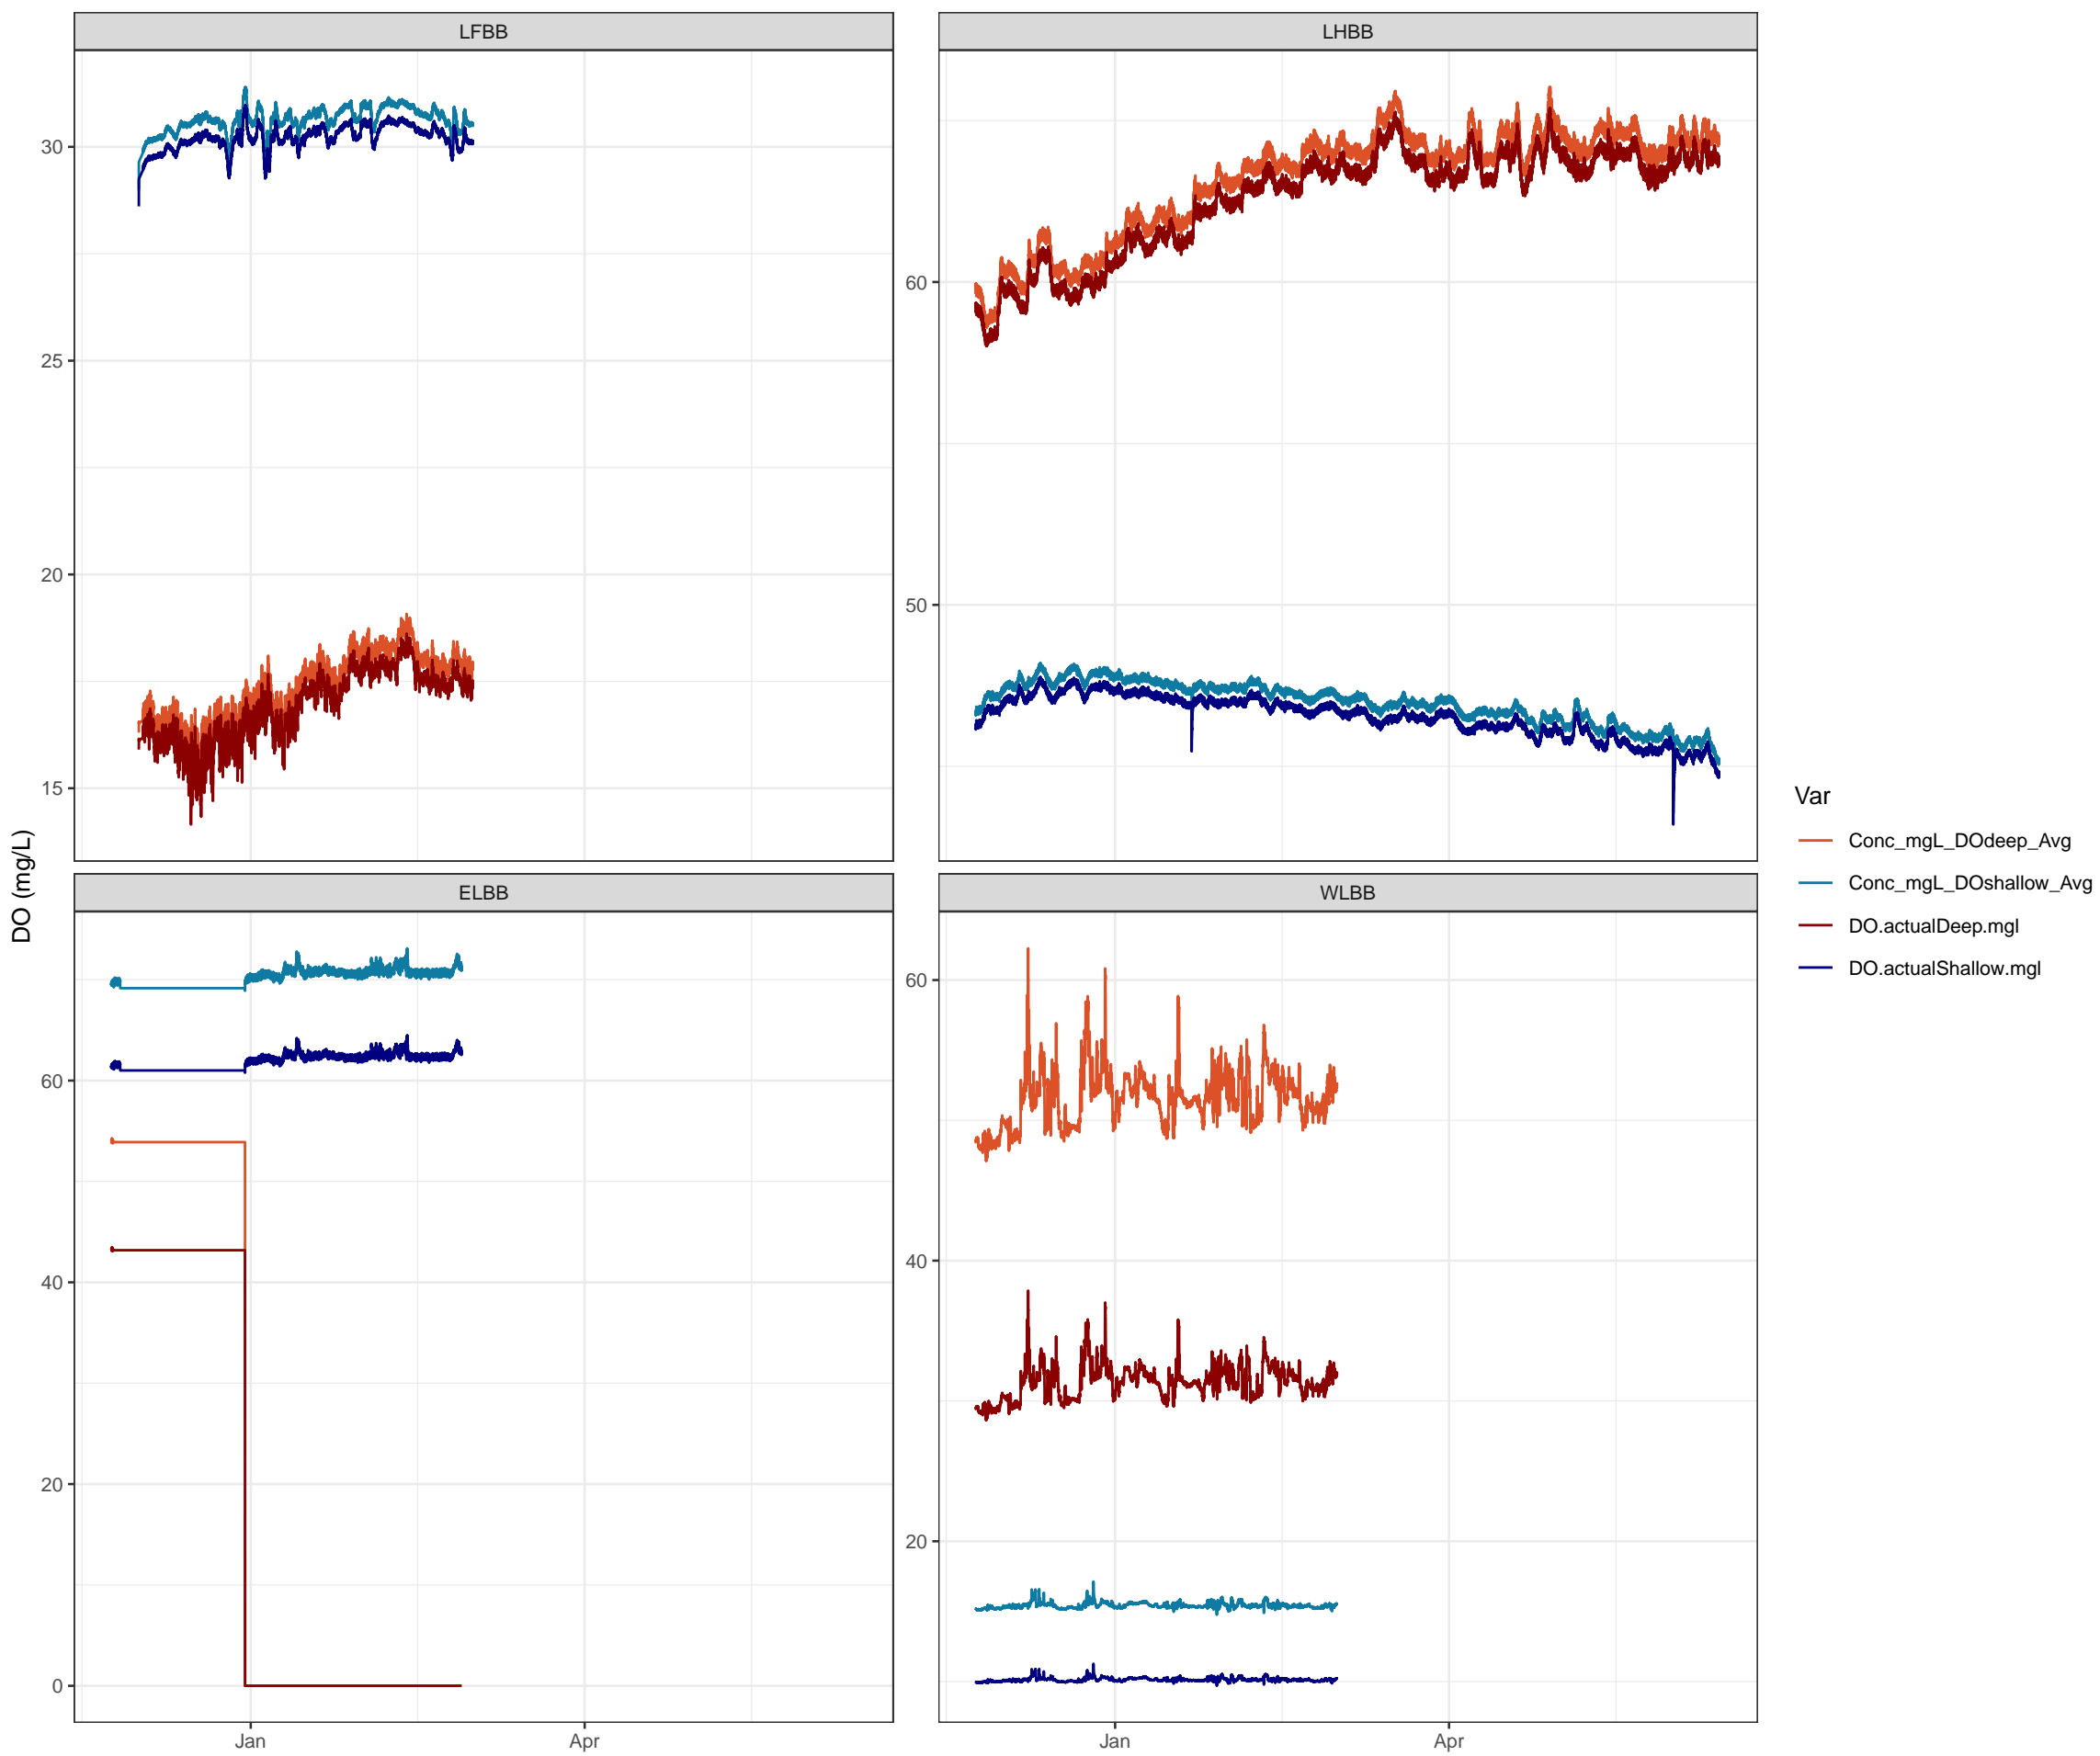 LFBB
LHBB
30
25
20
15
60
50
DO (mg/L)
ELBB
WLBB
60
40
20
0
60
40
20
Jan
Apr
Jan
Apr
Var
Conc_mgL_DOdeep_Avg
Conc_mgL_DOshallow_Avg
DO.actualDeep.mgl
DO.actualShallow.mgl